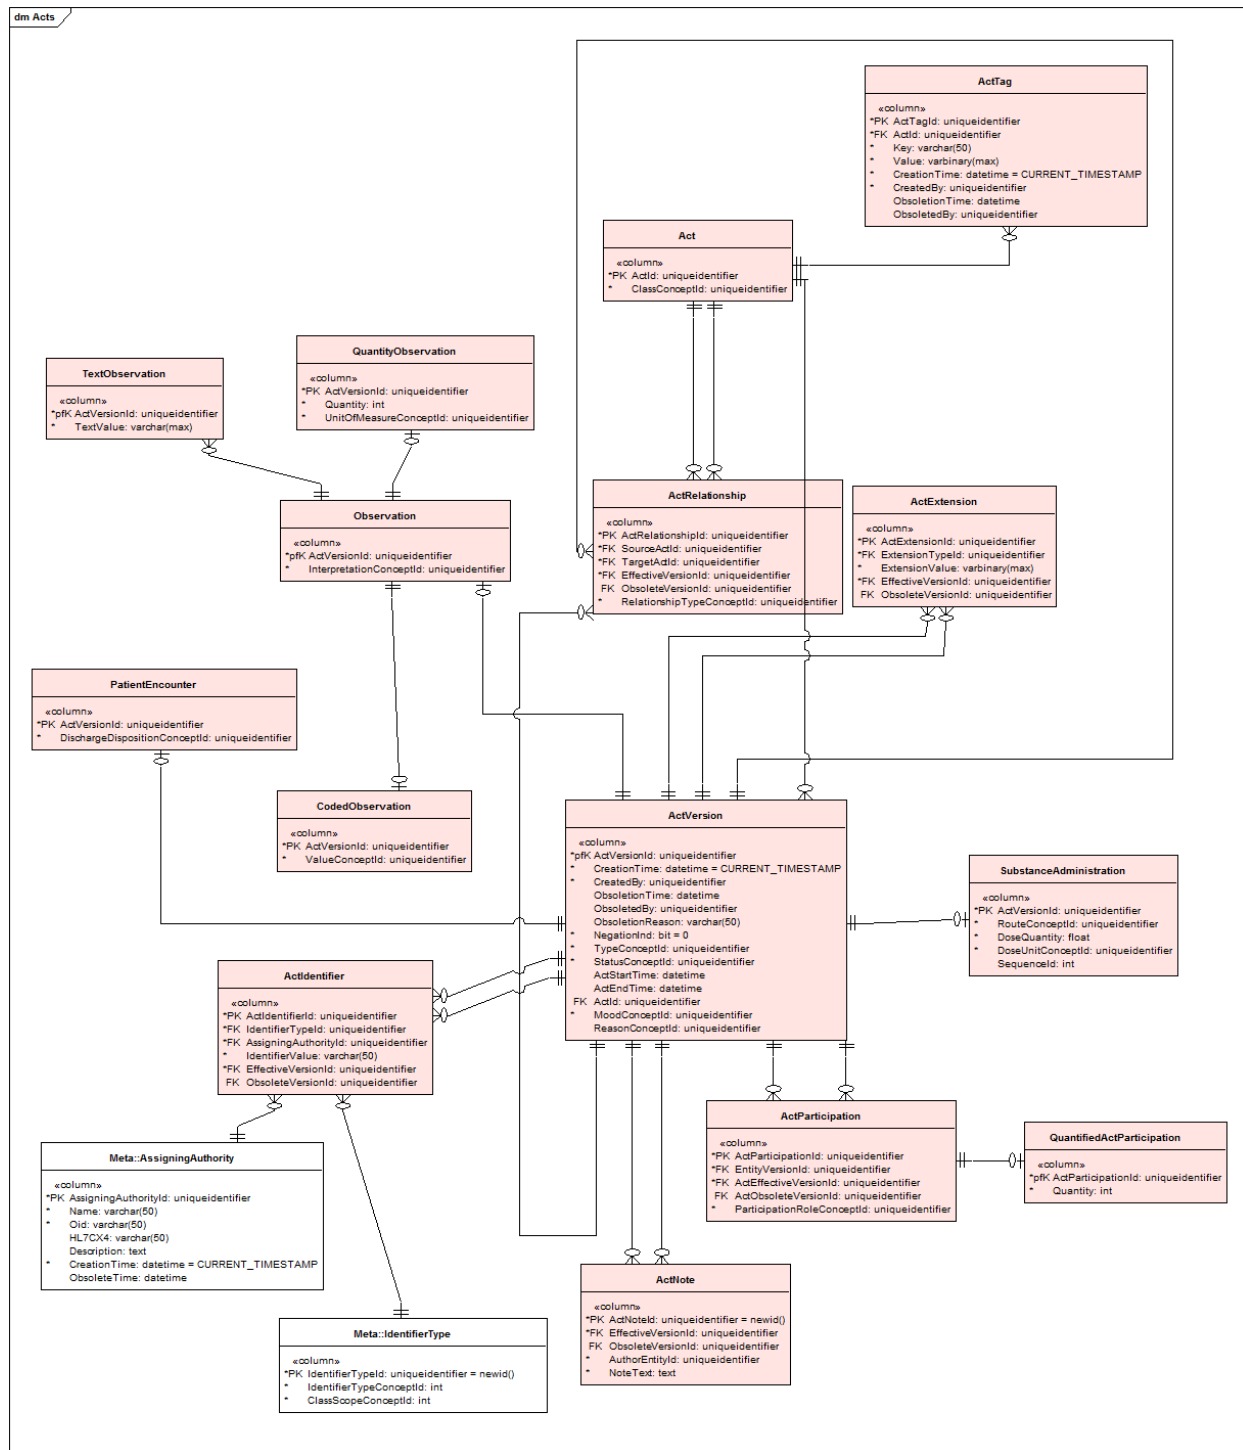 dm Acts
ActTag
«column»
*PK ActTagId: uniqueidentifier
*FK ActId: uniqueidentifier
* Key: varchar(50)
* Value: varbinary(max)
* CreationTime: datetime = CURRENT_TIMESTAMP
* CreatedBy: uniqueidentifier
ObsoletionTime: datetime
ObsoletedBy: uniqueidentifier
Act
«column»
*PK ActId: uniqueidentifier
* ClassConceptId: uniqueidentifier
QuantityObservation
«column»
*PK ActVersionId: uniqueidentifier
* Quantity: int
* UnitOfMeasureConceptId: uniqueidentifier
TextObservation
«column»
*pfK ActVersionId: uniqueidentifier
* TextValue: varchar(max)
Observation
«column»
*pfK ActVersionId: uniqueidentifier
* InterpretationConceptId: uniqueidentifier
ActRelationship
«column»
*PK ActRelationshipId: uniqueidentifier
*FK SourceActId: uniqueidentifier
*FK TargetActId: uniqueidentifier
*FK EffectiveVersionId: uniqueidentifier
FK ObsoleteVersionId: uniqueidentifier
* RelationshipTypeConceptId: uniqueidentifier
ActExtension
«column»
*PK ActExtensionId: uniqueidentifier
*FK ExtensionTypeId: uniqueidentifier
* ExtensionValue: varbinary(max)
*FK EffectiveVersionId: uniqueidentifier
FK ObsoleteVersionId: uniqueidentifier
PatientEncounter
«column»
*PK ActVersionId: uniqueidentifier
* DischargeDispositionConceptId: uniqueidentifier
CodedObservation
«column»
*PK ActVersionId: uniqueidentifier
* ValueConceptId: uniqueidentifier
ActVersion
«column»
*pfK ActVersionId: uniqueidentifier
* CreationTime: datetime = CURRENT_TIMESTAMP
* CreatedBy: uniqueidentifier
ObsoletionTime: datetime
ObsoletedBy: uniqueidentifier
ObsoletionReason: varchar(50)
* NegationInd: bit = 0
* TypeConceptId: uniqueidentifier
* StatusConceptId: uniqueidentifier
ActStartTime: datetime
ActEndTime: datetime
FK ActId: uniqueidentifier
* MoodConceptId: uniqueidentifier
ReasonConceptId: uniqueidentifier
SubstanceAdministration
«column»
*PK ActVersionId: uniqueidentifier
* RouteConceptId: uniqueidentifier
* DoseQuantity: float
* DoseUnitConceptId: uniqueidentifier
SequenceId: int
ActIdentifier
«column»
*PK ActIdentifierId: uniqueidentifier
*FK IdentifierTypeId: uniqueidentifier
*FK AssigningAuthorityId: uniqueidentifier
* IdentifierValue: varchar(50)
*FK EffectiveVersionId: uniqueidentifier
FK ObsoleteVersionId: uniqueidentifier
ActParticipation
«column»
*PK ActParticipationId: uniqueidentifier
*FK EntityVersionId: uniqueidentifier
*FK ActEffectiveVersionId: uniqueidentifier
FK ActObsoleteVersionId: uniqueidentifier
* ParticipationRoleConceptId: uniqueidentifier
QuantifiedActParticipation
«column»
*pfK ActParticipationId: uniqueidentifier
* Quantity: int
Meta::AssigningAuthority
«column»
*PK AssigningAuthorityId: uniqueidentifier
* Name: varchar(50)
* Oid: varchar(50)
HL7CX4: varchar(50)
Description: text
* CreationTime: datetime = CURRENT_TIMESTAMP
ObsoleteTime: datetime
ActNote
«column»
*PK ActNoteId: uniqueidentifier = newid()
*FK EffectiveVersionId: uniqueidentifier
FK ObsoleteVersionId: uniqueidentifier
* AuthorEntityId: uniqueidentifier
* NoteText: text
Meta::IdentifierType
«column»
*PK IdentifierTypeId: uniqueidentifier = newid()
* IdentifierTypeConceptId: int
* ClassScopeConceptId: int